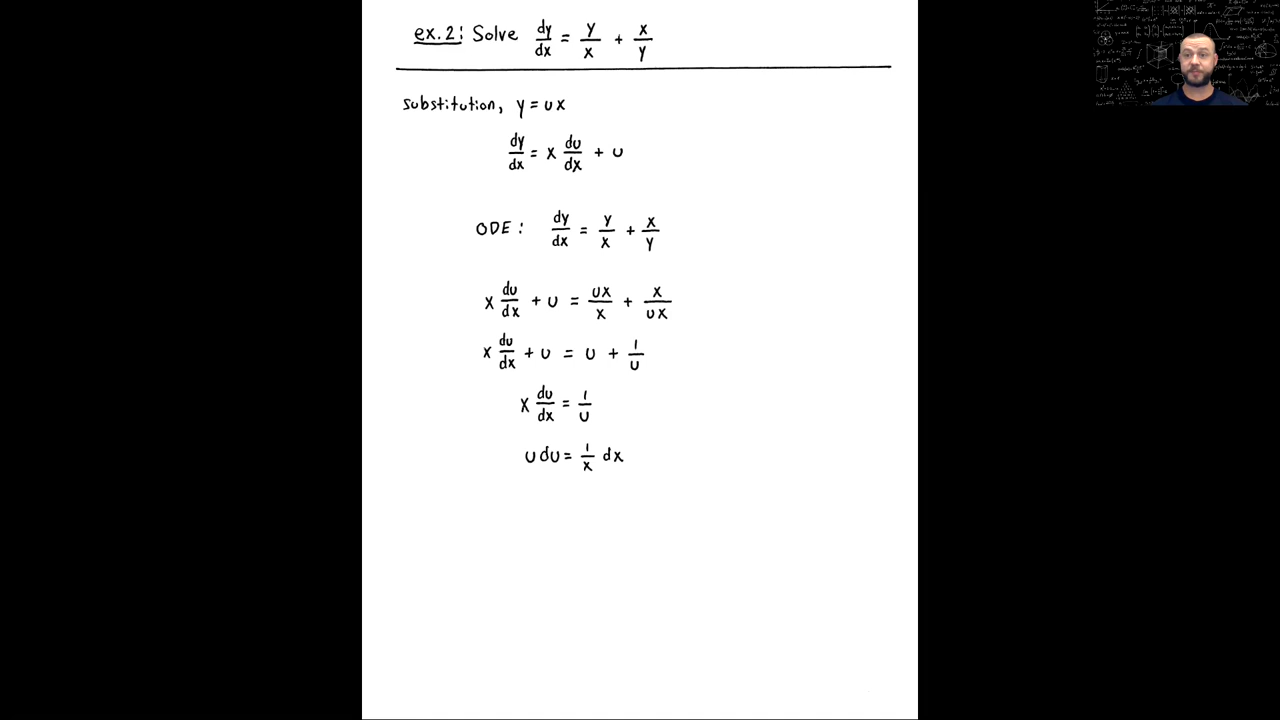 ex.2: Solve dy/dx = y/x + x/y
substitution, y = ux
dy/dx = x du/dx + u
ODE: dy/dx = y/x + x/y
x du/dx + u = ux/x + x/ux
x du/dx + u = u + 1/u
x du/dx = 1/u
u du = 1/x dx